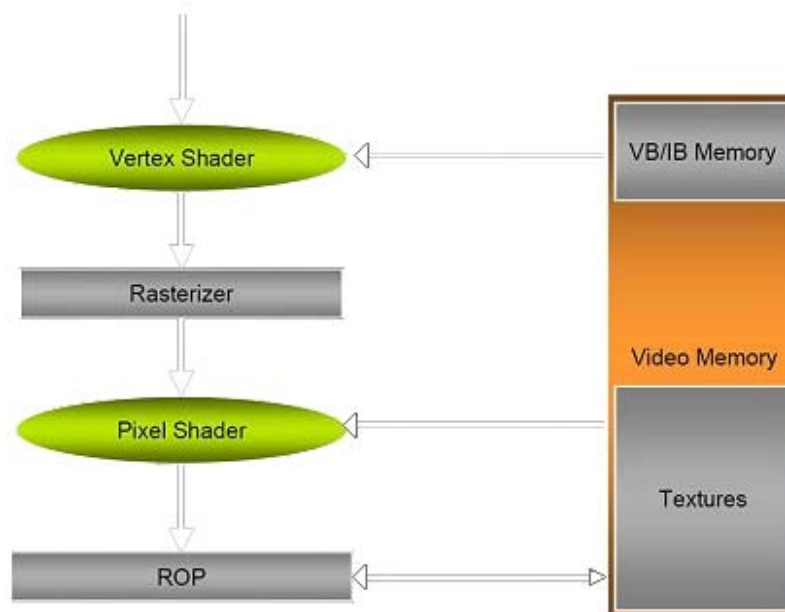 Vertex Shader
VB/IB Memory
Rasterizer
Video Memory
Pixel Shader
Textures
ROP